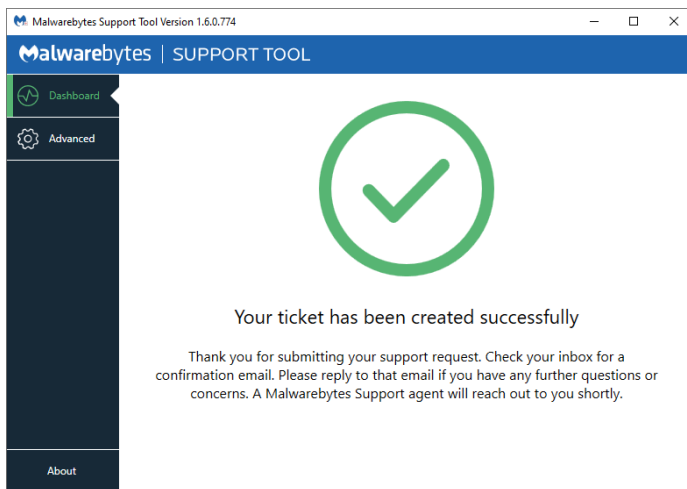 Malwarebytes Support Tool Version 1.6.0.774
Malwarebytes | SUPPORT TOOL
Dashboard
Advanced
Your ticket has been created successfully
Thank you for submitting your support request. Check your inbox for a
confirmation email. Please reply to that email if you have any further questions or
concerns. A Malwarebytes Support agent will reach out to you shortly.
About